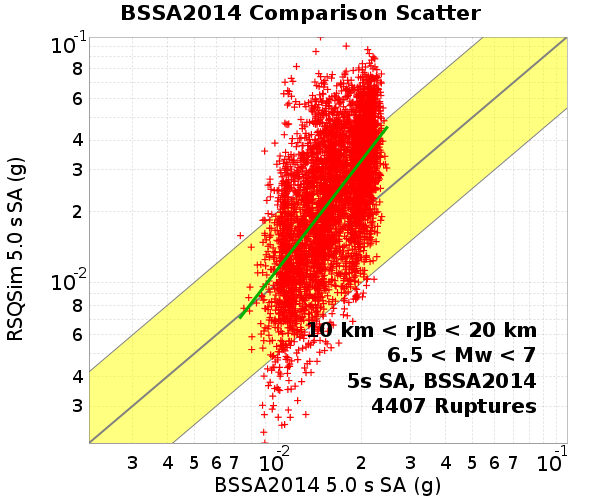 BSSA2014 Comparison Scatter
RSQSim 5.0 s SA (g)
10-1
8
6
4
3
2
10-2
8
6
4
3
10 km < rJB < 20 km
6.5 < Mw < 7
5s SA, BSSA2014
4407 Ruptures
3 4 5 6 7 10-2 2 3 4 5 6 7 10-1
BSSA2014 5.0 s SA (g)